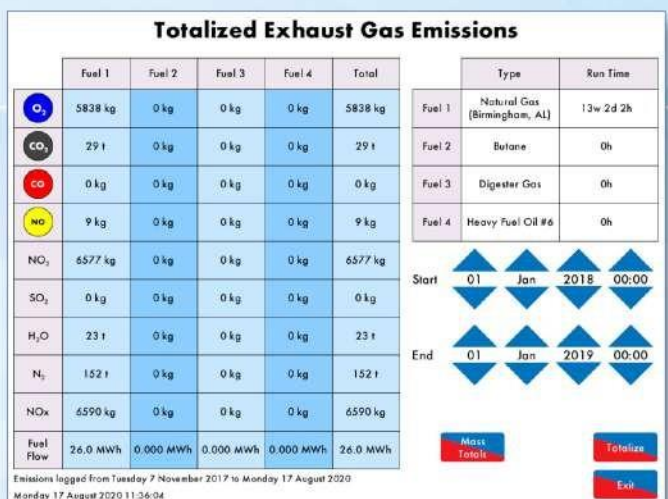 Totalized Exhaust Gas Emissions
Fuel 1 Fuel 2 Fuel 3 Fuel 4 Total
O₂ 5838 kg 0 kg 0 kg 0 kg 5838 kg
CO₂ 29 t 0 kg 0 kg 0 kg 29 t
CO 0 kg 0 kg 0 kg 0 kg 0 kg
NO 9 kg 0 kg 0 kg 0 kg 9 kg
NO₂ 6577 kg 0 kg 0 kg 0 kg 6577 kg
SO₂ 0 kg 0 kg 0 kg 0 kg 0 kg
H₂O 23 t 0 kg 0 kg 0 kg 23 t
N₂ 152 t 0 kg 0 kg 0 kg 152 t
NOx 6590 kg 0 kg 0 kg 0 kg 6590 kg
Fuel
Flow 26.0 MWh 0.000 MWh 0.000 MWh 0.000 MWh 26.0 MWh
Emissions logged from Tuesday 7 November 2017 to Monday 17 August 2020
Monday 17 August 2020 11:36:04
Type Run Time
Fuel 1 Natural Gas
(Birmingham, AL) 13w 2d 2h
Fuel 2 Butane 0h
Fuel 3 Digester Gas 0h
Fuel 4 Heavy Fuel Oil #6 0h
Start 01 Jan 2018 00:00
End 01 Jan 2019 00:00
Mass
Totals
Totalize
Exit